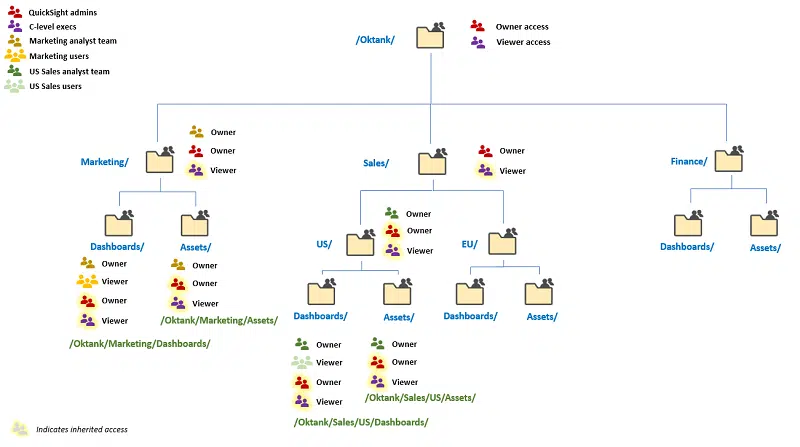 QuickSight admins
C-level execs
Marketing analyst team
Marketing users
US Sales analyst team
US Sales users
/Oktank/
Owner access
Viewer access
Marketing/
Owner
Owner
Viewer
Sales/
Owner
Viewer
Finance/
Dashboards/
Assets/
US/
Owner
Owner
Viewer
EU/
Dashboards/
Assets/
Owner
Viewer
Owner
Viewer
Owner
Owner
Viewer
/Oktank/Marketing/Assets/
/Oktank/Marketing/Dashboards/
Dashboards/
Assets/
Dashboards/
Assets/
Owner
Viewer
Owner
Viewer
Owner
Owner
Viewer
/Oktank/Sales/US/Assets/
/Oktank/Sales/US/Dashboards/
Indicates inherited access